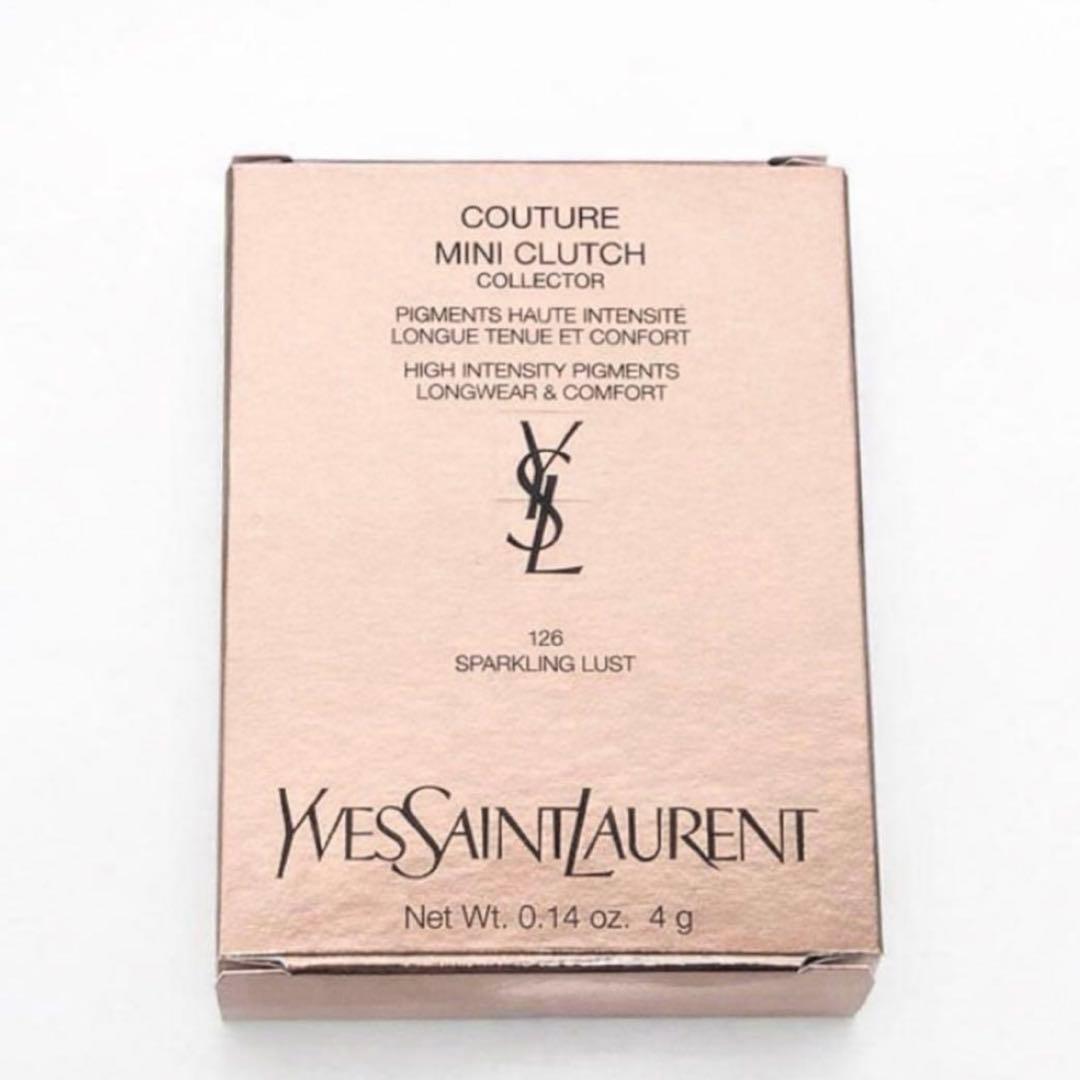 COUTURE
MINI CLUTCH
COLLECTOR
PIGMENTS HAUTE INTENSITÉ
LONGUE TENUE ET CONFORT
HIGH INTENSITY PIGMENTS
LONGWEAR & COMFORT
YSL
126
SPARKLING LUST
YVESSAINTLAURENT
Net Wt. 0.14 oz. 4 g